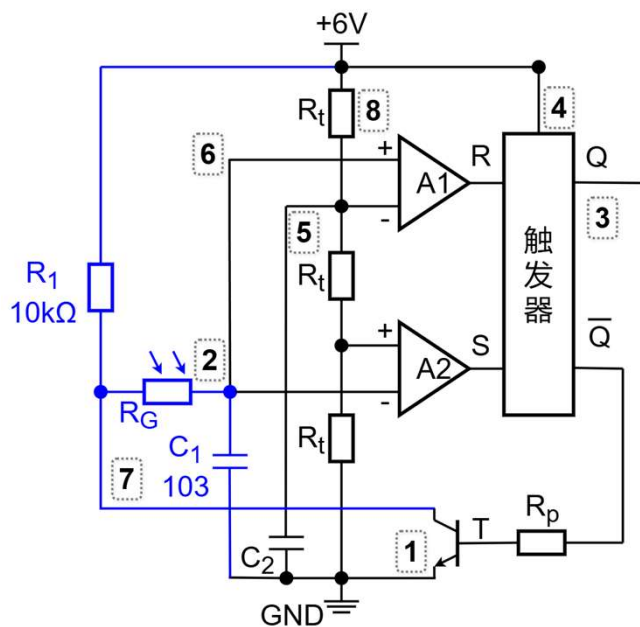 +6V
Rt
8
4
6
+
A1
R
Q
-
5
3
触发器
R1
10kΩ
Rt
2
+
A2
S
Q̅
-
RG
C1
103
Rt
7
1
T
Rp
C2
GND